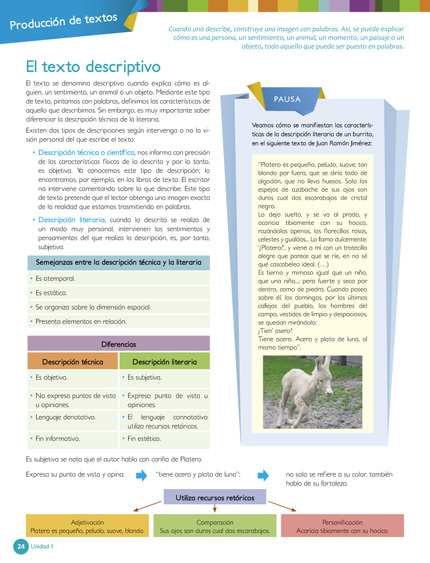 Producción de textos
Cuando uno describe, construye una imagen con palabras. Así, se puede explicar
cómo es una persona, un sentimiento, un animal, un momento, un paisaje o un
objeto, todo aquello que puede ser puesto en palabras.
El texto descriptivo
El texto se denomina descriptivo cuando explica cómo es al-
guien, un sentimiento, un animal o un objeto. Mediante este tipo
de texto, pintamos con palabras, definimos las características de
aquello que describimos. Sin embargo, es muy importante saber
diferenciar la descripción técnica de la literaria.
Existen dos tipos de descripciones según intervenga o no la vi-
sión personal del que escribe el texto:
• Descripción técnica o científica, nos informa con precisión
de las características físicas de lo descrito y por lo tanto,
es objetiva. Ya conocemos este tipo de descripción; lo
encontramos, por ejemplo, en los libros de texto. El escritor
no interviene comentando sobre lo que describe. Este tipo
de texto pretende que el lector obtenga una imagen exacta
de la realidad que estamos trasmitiendo en palabras.
• Descripción literaria, cuando lo descrito se realiza de
un modo muy personal, intervienen los sentimientos y
pensamientos del que realiza la descripción, es, por tanto,
subjetiva.
Semejanzas entre la descripción técnica y la literaria
• Es atemporal.
• Es estática.
• Se organiza sobre la dimensión espacial.
• Presenta elementos en relación.
Diferencias
Descripción técnica Descripción literaria
• Es objetiva. • Es subjetiva.
• No expresa puntos de vista • Expresa punto de vista u
u opiniones. opiniones.
• Lenguaje denotativo. • El lenguaje connotativo
utiliza recursos retóricos.
• Fin informativo. • Fin estético.
PAUSA
Veamos cómo se manifiestan las caracterís-
ticas de la descripción literaria de un burrito,
en el siguiente texto de Juan Ramón Jiménez:
"Platero es pequeño, peludo, suave; tan
blando por fuera, que se diría todo de
algodón, que no lleva huesos. Solo los
espejos de azabache de sus ojos son
duros cual dos escarabajos de cristal
negro.
Lo dejo suelto, y se va al prado, y
acaricia tibiamente con su hocico,
rozándolas apenas, las florecillas rosas,
celestes y gualdas... Lo llamo dulcemente:
'¿Platero?', y viene a mí con un trotecillo
alegre que parece que se ríe, en no sé
qué cascabeleo ideal. (…)
Es tierno y mimoso igual que un niño,
que una niña...; pero fuerte y seco por
dentro, como de piedra. Cuando paseo
sobre él, los domingos, por las últimas
callejas del pueblo, los hombres del
campo, vestidos de limpio y despaciosos,
se quedan mirándolo:
¡Tien' asero!
Tiene acero. Acero y plata de luna, al
mismo tiempo".
Es subjetiva se nota que el autor habla con cariño de Platero.
Expresa su punto de vista y opina: "tiene acero y plata de luna"; no solo se refiere a su color, también
habla de su fortaleza.
Utiliza recursos retóricos
Adjetivación
Platero es pequeño, peludo, suave, blando.
Comparación
Sus ojos son duros cual dos escarabajos.
Personificación
Acaricia tibiamente con su hocico.
24 Unidad 1